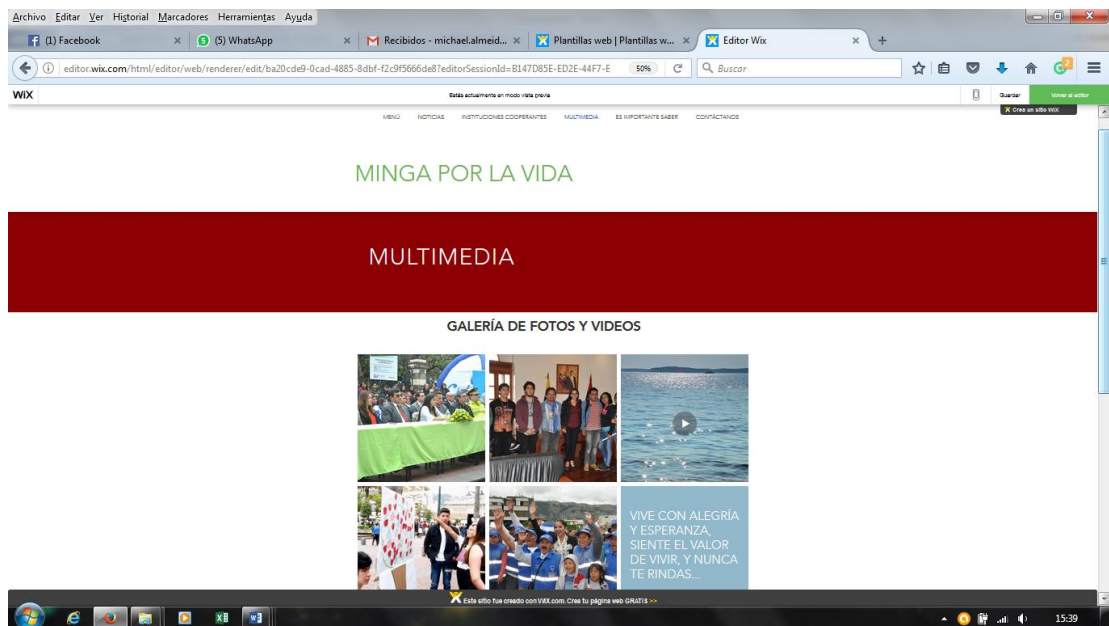 Archivo Editar Ver Historial Marcadores Herramientas Ayuda
(1) Facebook
(5) WhatsApp
Recibidos - michael.almeid...
Plantillas web | Plantillas w...
Editor Wix
editor.wix.com/html/editor/web/renderer/edit/ba20cde9-0cad-4885-8dbf-f2c9f5666de8?editorSessionId=B147D85E-ED2E-44F7-E
50%
Buscar
2
WiX
Estás actualmente en modo vista previa
Guardar
Volver al editor
Crea un sitio WiX
MENÚ NOTICIAS INSTITUCIONES COOPERANTES MULTIMEDIA ES IMPORTANTE SABER CONTÁCTANOS
MINGA POR LA VIDA
MULTIMEDIA
GALERÍA DE FOTOS Y VIDEOS
VIVE CON ALEGRÍA
Y ESPERANZA,
SIENTE EL VALOR
DE VIVIR, Y NUNCA
TE RINDAS...
Este sitio fue creado con WiX.com. Crea tu página web GRATIS >>
15:39